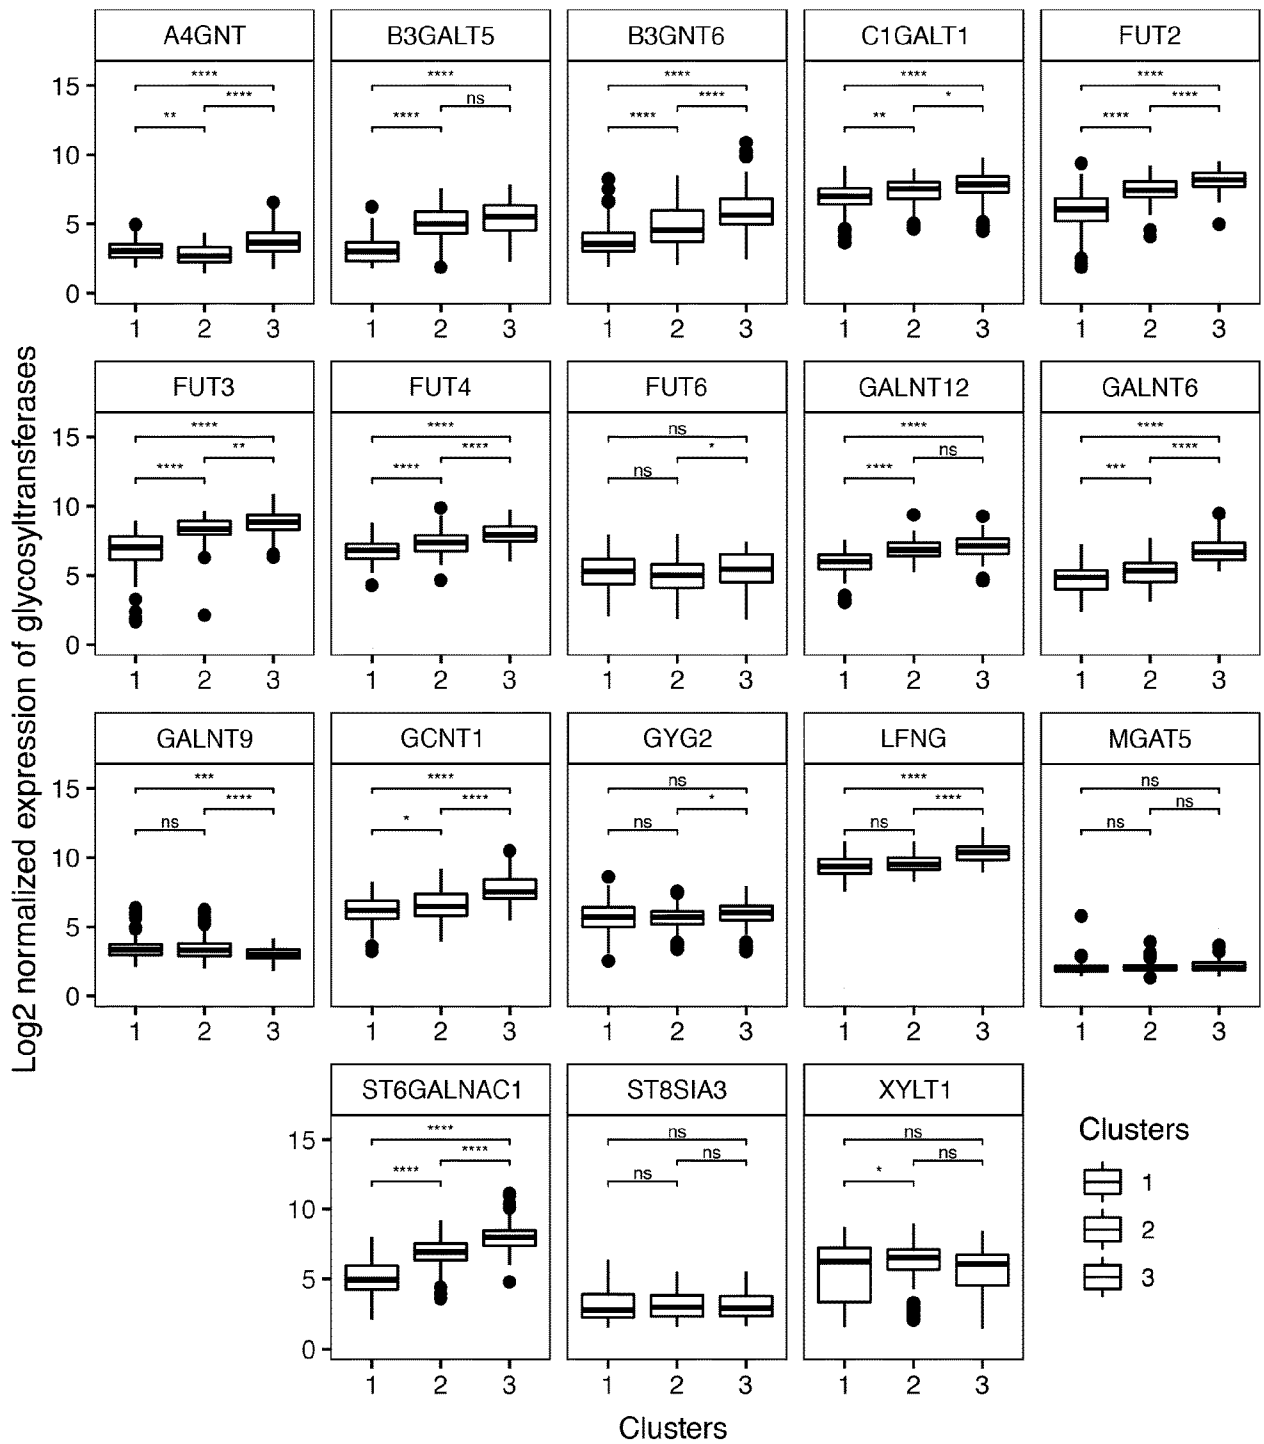 A4GNT B3GALT5 B3GNT6 C1GALT1 FUT2
15 **** **** **** **** ****
**** ns **** * ****
** **** **** ** ****
10
5
0
1 2 3 1 2 3 1 2 3 1 2 3 1 2 3
FUT3 FUT4 FUT6 GALNT12 GALNT6
15 **** **** ns **** ****
** **** * ns ****
**** **** ns **** ***
10
5
0
1 2 3 1 2 3 1 2 3 1 2 3 1 2 3
GALNT9 GCNT1 GYG2 LFNG MGAT5
15 *** **** ns **** ns
**** **** * **** ns
ns * ns ns ns
10
5
0
1 2 3 1 2 3 1 2 3 1 2 3 1 2 3
ST6GALNAC1 ST8SIA3 XYLT1
15 **** ns ns
**** ns ns
**** ns *
10
5
0
1 2 3 1 2 3 1 2 3
Clusters
Log2 normalized expression of glycosyltransferases
Clusters
1
2
3